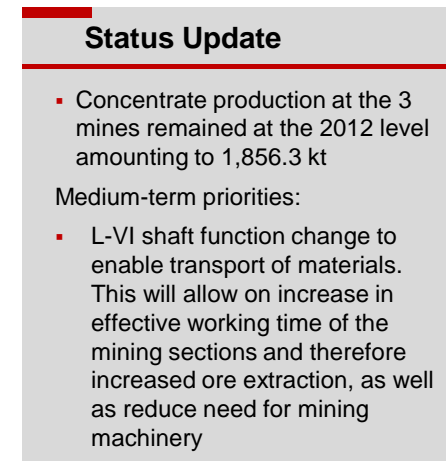 Status Update
▪ Concentrate production at the 3
mines remained at the 2012 level
amounting to 1,856.3 kt
Medium-term priorities:
▪ L-VI shaft function change to
enable transport of materials.
This will allow on increase in
effective working time of the
mining sections and therefore
increased ore extraction, as well
as reduce need for mining
machinery